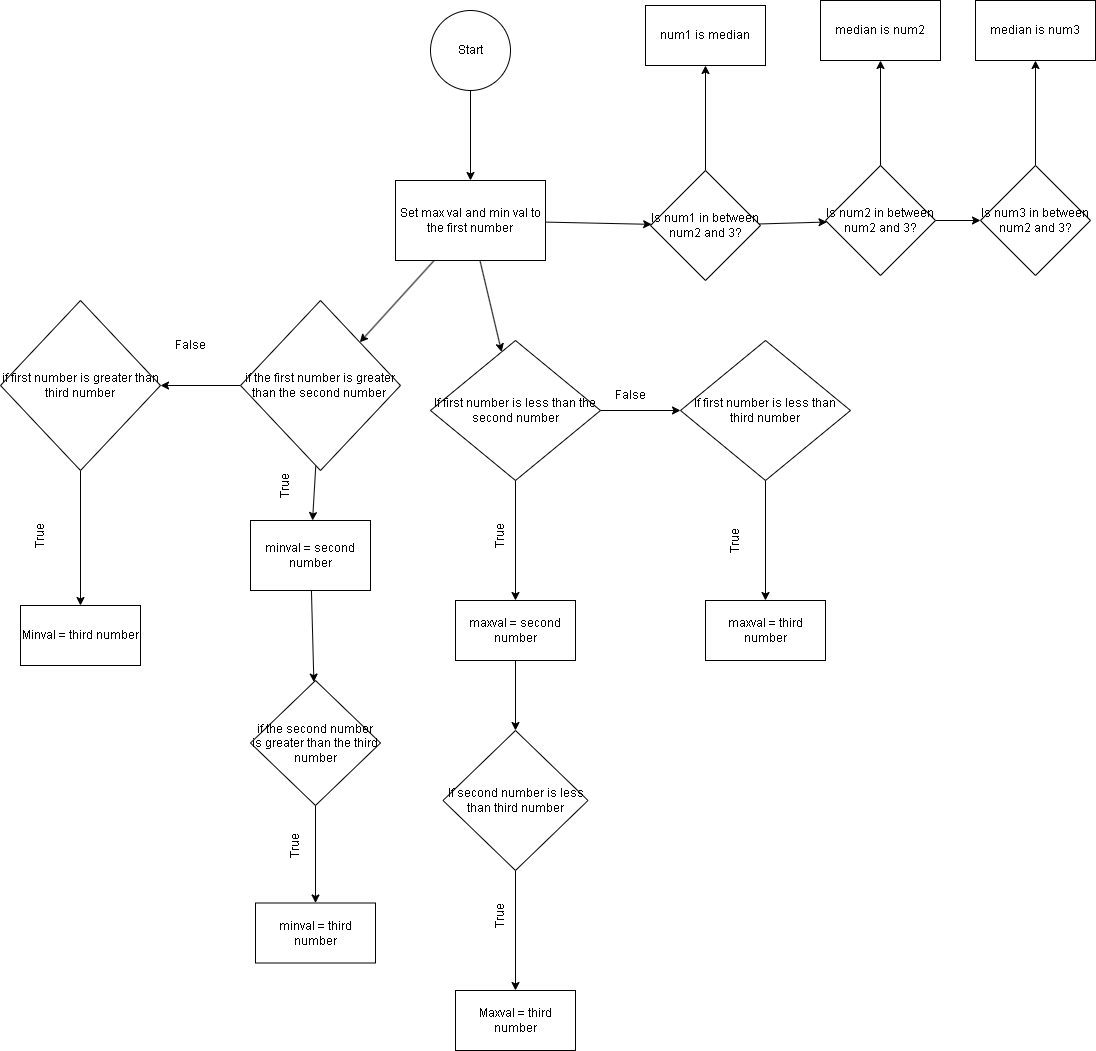 Start
num1 is median
median is num2
median is num3
Set max val and min val to
the first number
Is num1 in between
num2 and 3?
Is num2 in between
num2 and 3?
Is num3 in between
num2 and 3?
False
if first number is greater than
third number
if the first number is greater
than the second number
If first number is less than the
second number
False
If first number is less than
third number
True
True
True
True
minval = second
number
Minval = third number
maxval = second
number
maxval = third
number
if the second number
is greater than the third
number
If second number is less
than third number
True
True
minval = third
number
Maxval = third
number